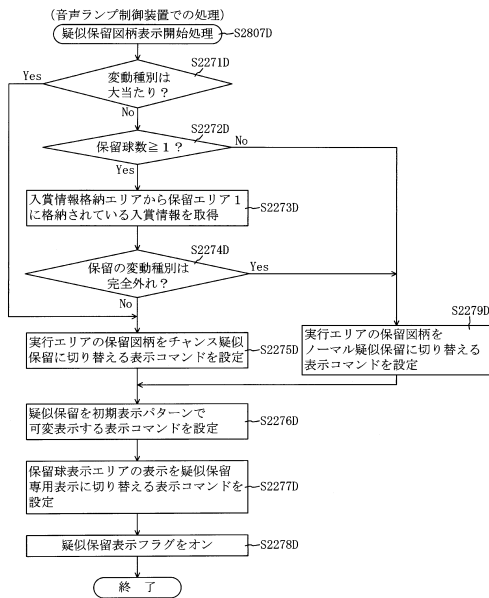 (音声ランプ制御装置での処理)
疑似保留図柄表示開始処理
S2807D
S2271D
変動種別は
大当たり?
Yes
No
S2272D
保留球数≧1?
No
Yes
入賞情報格納エリアから保留エリア1
に格納されている入賞情報を取得
S2273D
S2274D
保留の変動種別は
完全外れ?
Yes
No
実行エリアの保留図柄をチャンス疑似
保留に切り替える表示コマンドを設定
S2275D
S2279D
実行エリアの保留図柄を
ノーマル疑似保留に切り替える
表示コマンドを設定
疑似保留を初期表示パターンで
可変表示する表示コマンドを設定
S2276D
保留球表示エリアの表示を疑似保留
専用表示に切り替える表示コマンドを
設定
S2277D
疑似保留表示フラグをオン
S2278D
終 了